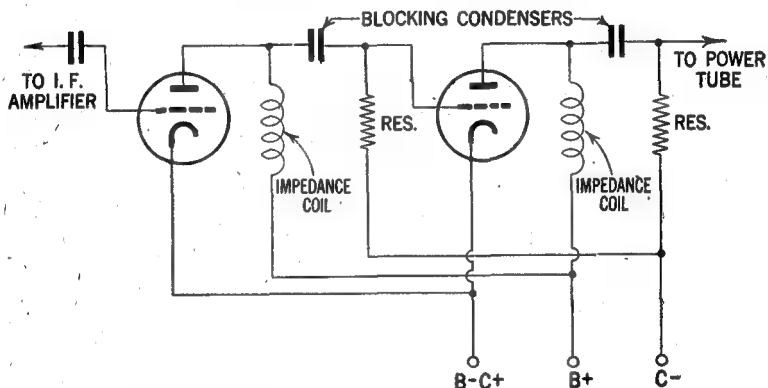 BLOCKING CONDENSERS
TO I. F.
AMPLIFIER
RES.
IMPEDANCE
COIL
TO POWER
TUBE
RES.
IMPEDANCE
COIL
B-C+
B+
C-